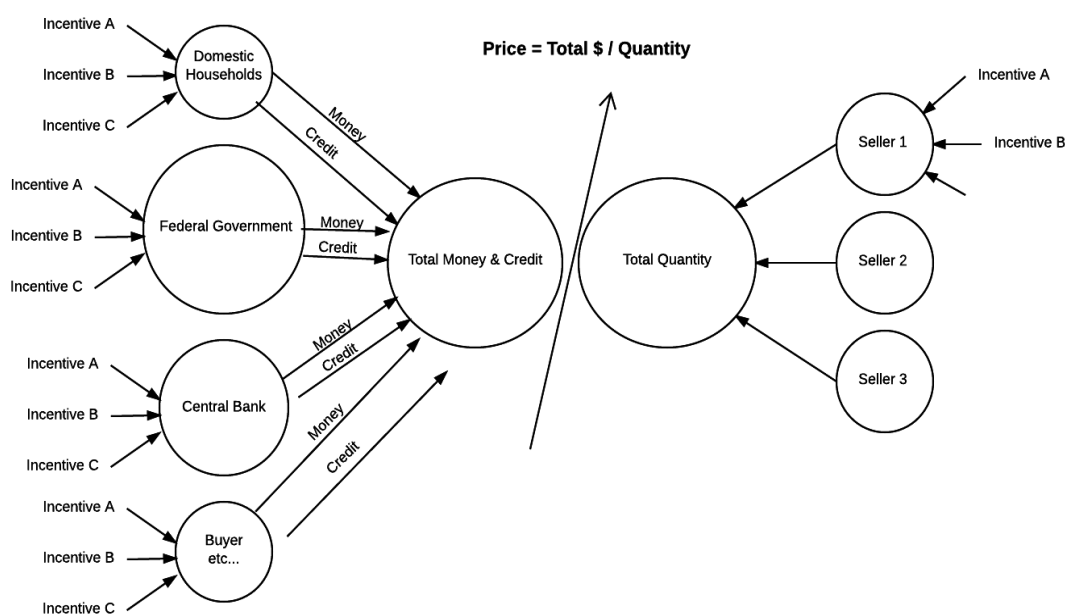 Price = Total $ / Quantity
Incentive A
Incentive B
Incentive C
Domestic
Households
Money
Credit
Incentive A
Incentive B
Incentive C
Federal Government
Money
Credit
Incentive A
Incentive B
Incentive C
Central Bank
Money
Credit
Incentive A
Incentive B
Incentive C
Buyer
etc...
Money
Credit
Total Money & Credit
Total Quantity
Seller 1
Incentive A
Incentive B
Seller 2
Seller 3